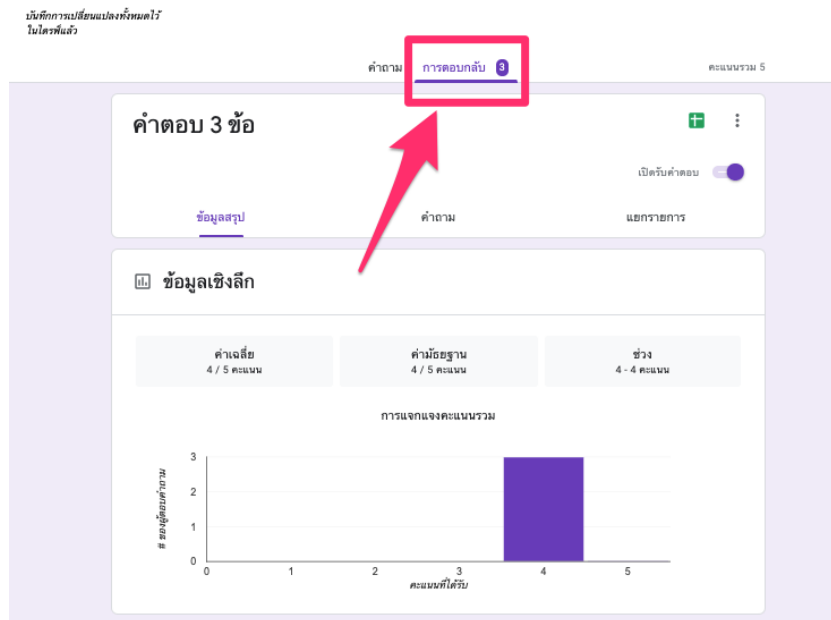 บันทึกการเปลี่ยนแปลงทั้งหมดไว้
ในไดรฟ์แล้ว
คำถาม การตอบกลับ 3 คะแนนรวม 5
คำตอบ 3 ข้อ
เปิดรับคำตอบ
ข้อมูลสรุป คำถาม แยกรายการ
ข้อมูลเชิงลึก
ค่าเฉลี่ย
4 / 5 คะแนน
ค่ามัธยฐาน
4 / 5 คะแนน
ช่วง
4 - 4 คะแนน
การแจกแจงคะแนนรวม
# ของผู้ตอบคำถาม
3
2
1
0
0 1 2 3 4 5
คะแนนที่ได้รับ